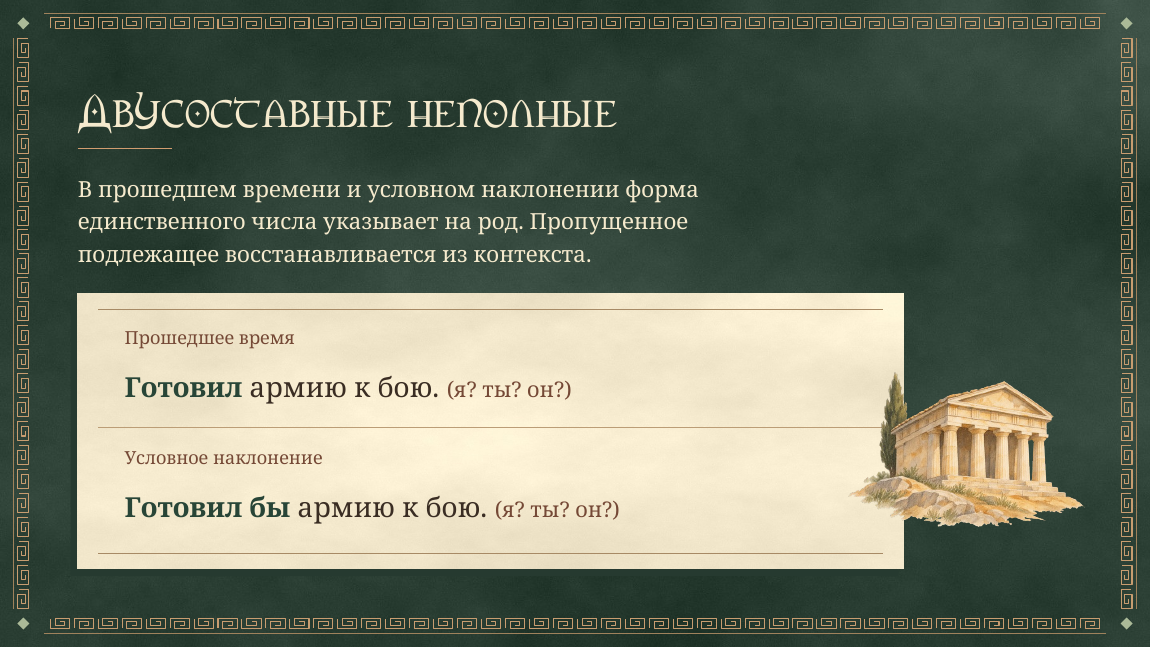 Двусоставные неполные
В прошедшем времени и условном наклонении форма
единственного числа указывает на род. Пропущенное
подлежащее восстанавливается из контекста.
Прошедшее время
Готовил армию к бою. (я? ты? он?)
Условное наклонение
Готовил бы армию к бою. (я? ты? он?)